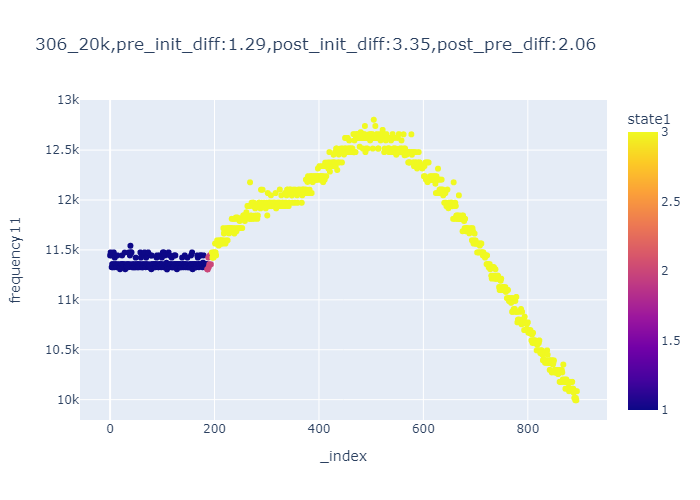 306_20k,pre_init_diff:1.29,post_init_diff:3.35,post_pre_diff:2.06
13k
12.5k
12k
11.5k
11k
10.5k
10k
frequency11
0
200
400
600
800
_index
state1
3
2.5
2
1.5
1